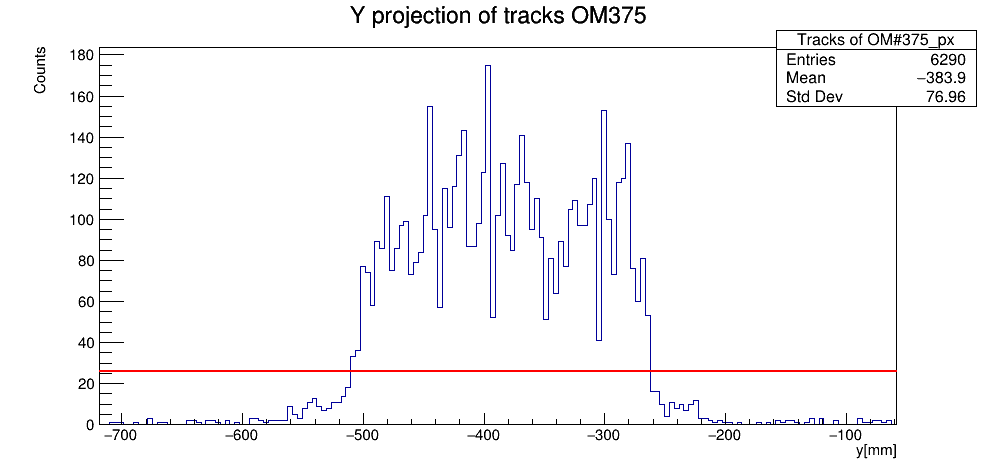 Y projection of tracks OM375
Tracks of OM#375_px
Entries 6290
Mean −383.9
Std Dev 76.96
Counts
180
160
140
120
100
80
60
40
20
0
−700 −600 −500 −400 −300 −200 −100
y[mm]